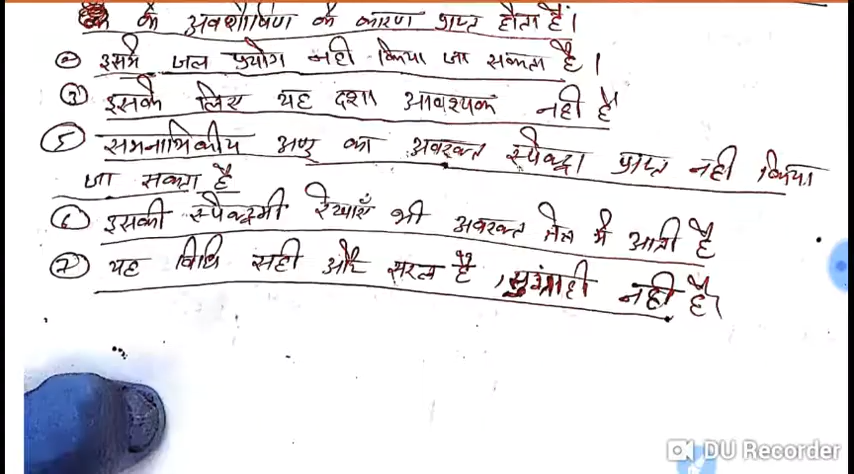 के अवशोषण के कारण प्राप्त होता है।
इसमें जल प्रयोग नही किया जा सकता है।
③ इसके लिए यह दशा आवश्यक नही है
⑤ समनाभिकीय अणु का अवरक्त स्पेक्ट्रा प्राप्त नही किया
जा सकता है
⑥ इसकी स्पेक्ट्रमी रेखाएँ भी अवरक्त क्षेत्र में आती है
⑦ यह विधि सही और सरल है, सुग्राही नही है।
DU Recorder